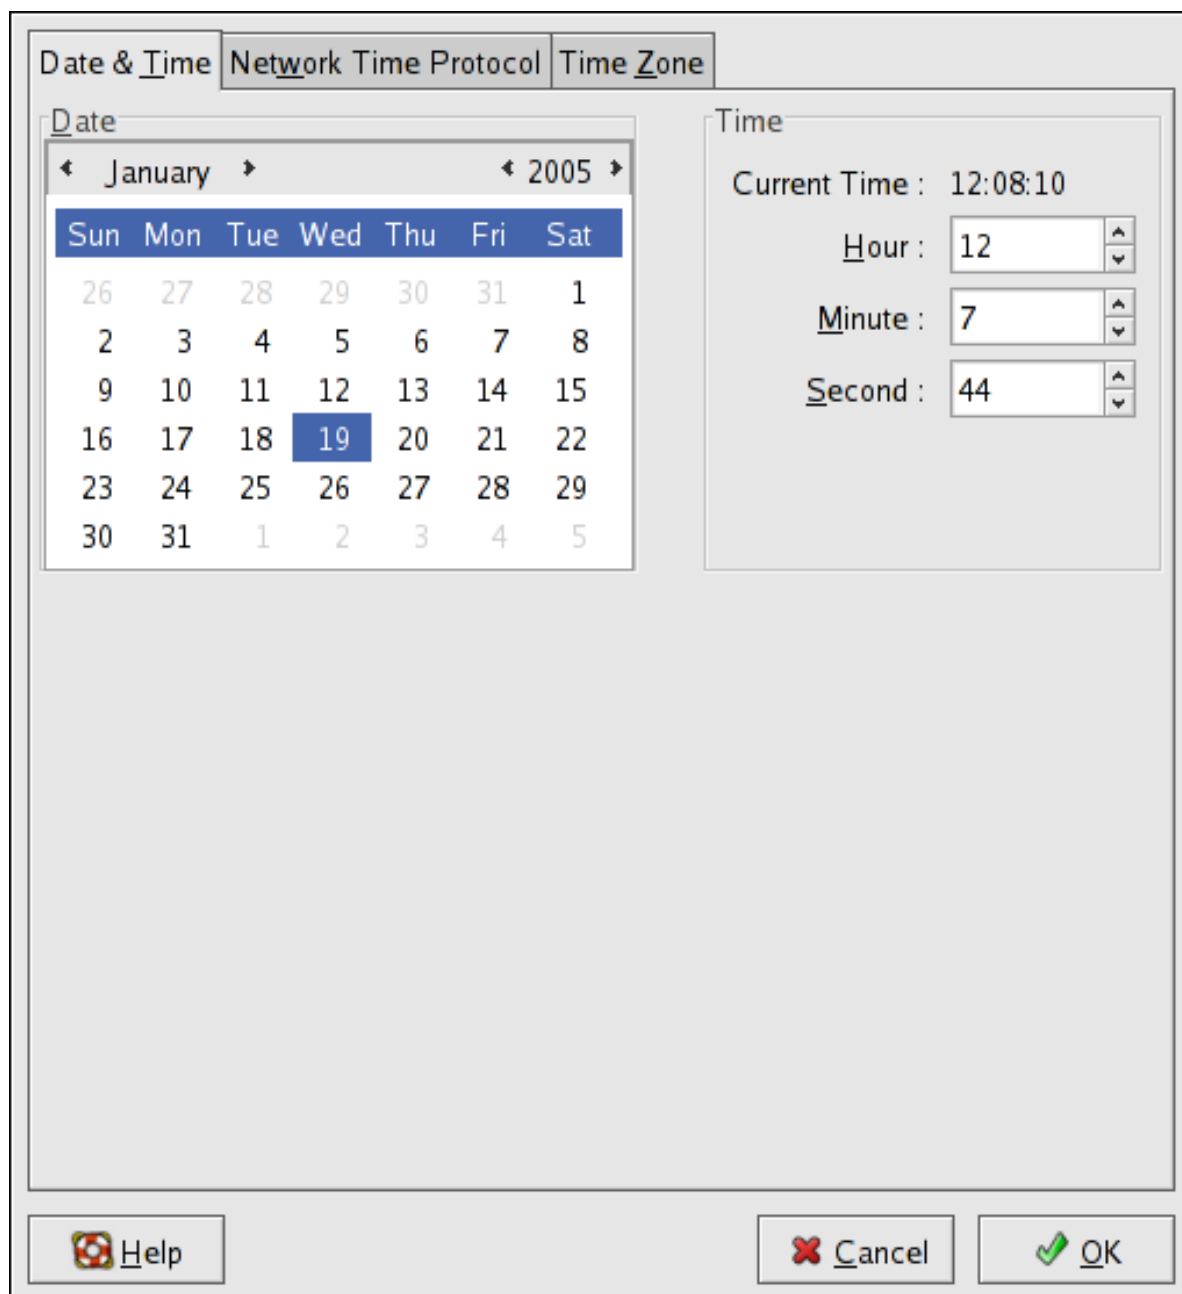 Date & Time Network Time Protocol Time Zone
Date
January 2005
Sun Mon Tue Wed Thu Fri Sat
26 27 28 29 30 31 1
2 3 4 5 6 7 8
9 10 11 12 13 14 15
16 17 18 19 20 21 22
23 24 25 26 27 28 29
30 31 1 2 3 4 5
Time
Current Time : 12:08:10
Hour : 12
Minute : 7
Second : 44
Help Cancel OK